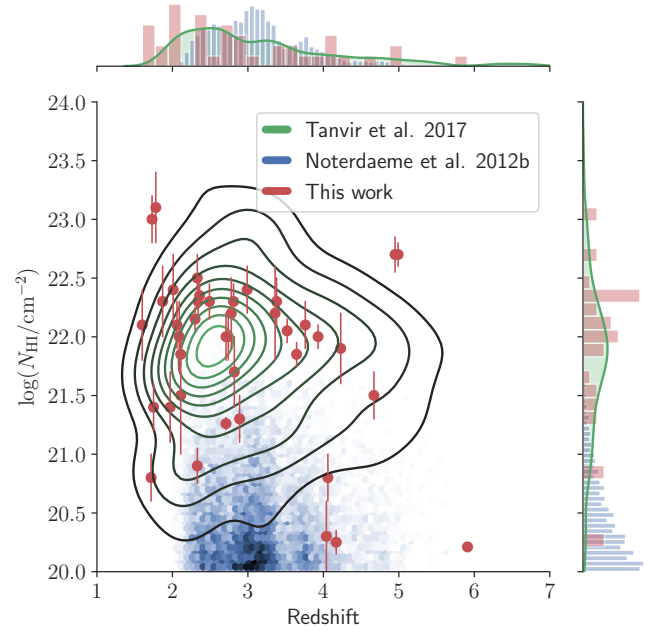 24.0
23.5
23.0
22.5
22.0
21.5
21.0
20.5
20.0
log(N_HI/cm⁻²)
Tanvir et al. 2017
Noterdaeme et al. 2012b
This work
1 2 3 4 5 6 7
Redshift